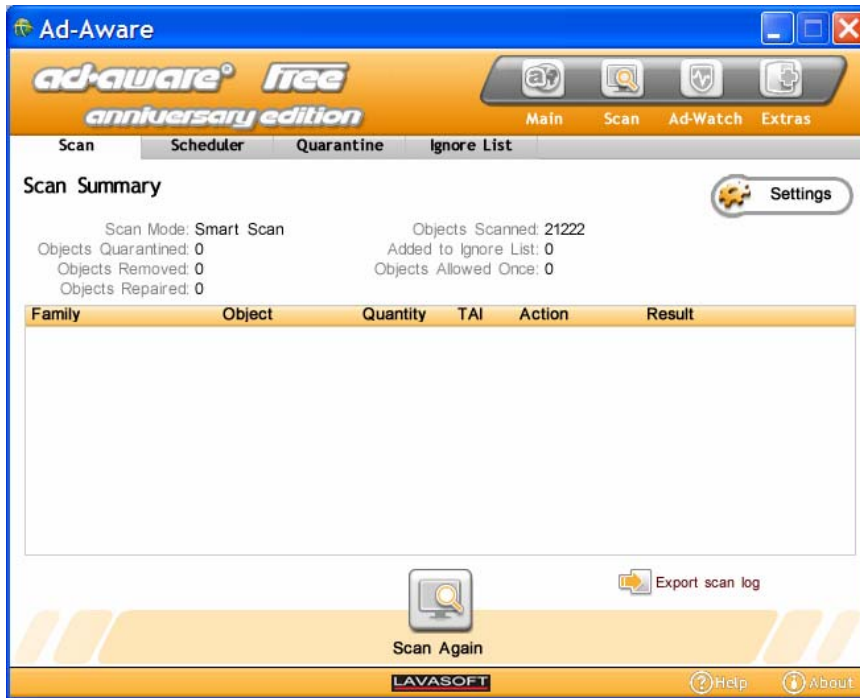 Ad-Aware
ad-aware® free
anniversary edition
Main Scan Ad-Watch Extras
Scan Scheduler Quarantine Ignore List
Scan Summary
Settings
Scan Mode: Smart Scan Objects Scanned: 21222
Objects Quarantined: 0 Added to Ignore List: 0
Objects Removed: 0 Objects Allowed Once: 0
Objects Repaired: 0
Family Object Quantity TAI Action Result
Export scan log
Scan Again
LAVASOFT
Help About